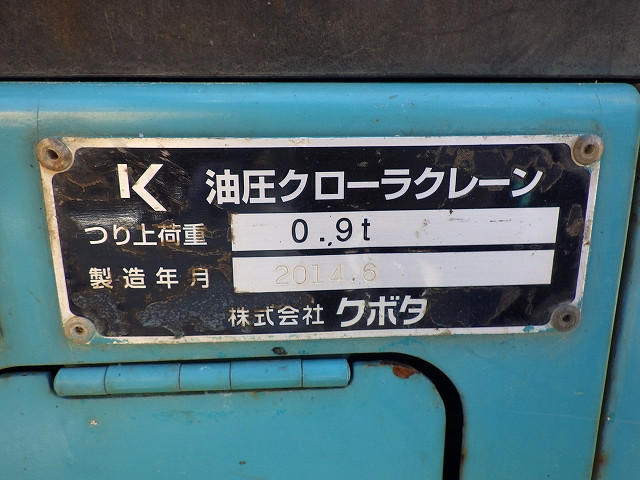 K 油圧クローラクレーン
つり上荷重 0.9t
製造年月 2014.6
株式会社 クボタ